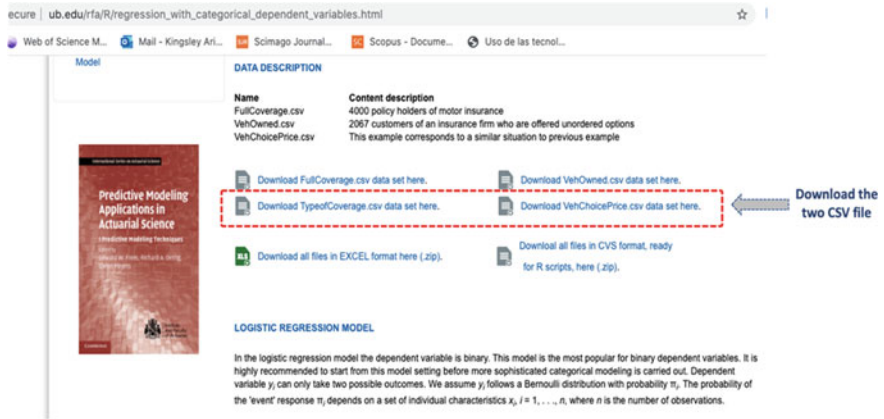 ecure | ub.edu/rfa/R/regression_with_categorical_dependent_variables.html
Web of Science M... Mail - Kingsley Ari... Scimago Journal... SC Scopus - Docume... Uso de las tecnol...
Model
DATA DESCRIPTION
Name Content description
FullCoverage.csv 4000 policy holders of motor insurance
VehOwned.csv 2067 customers of an insurance firm who are offered unordered options
VehChoicePrice.csv This example corresponds to a similar situation to previous example
Download FullCoverage.csv data set here. Download VehOwned.csv data set here.
Download TypeofCoverage.csv data set here. Download VehChoicePrice.csv data set here.
Download the
two CSV file
XLS Download all files in EXCEL format here (.zip). Downloal all files in CVS format, ready
for R scripts, here (.zip).
Predictive Modeling
Applications in
Actuarial Science
LOGISTIC REGRESSION MODEL
In the logistic regression model the dependent variable is binary. This model is the most popular for binary dependent variables. It is
highly recommended to start from this model setting before more sophisticated categorical modeling is carried out. Dependent
variable yi can only take two possible outcomes. We assume yi follows a Bernoulli distribution with probability πi. The probability of
the 'event' response πi depends on a set of individual characteristics xi, i = 1, . . ., n, where n is the number of observations.